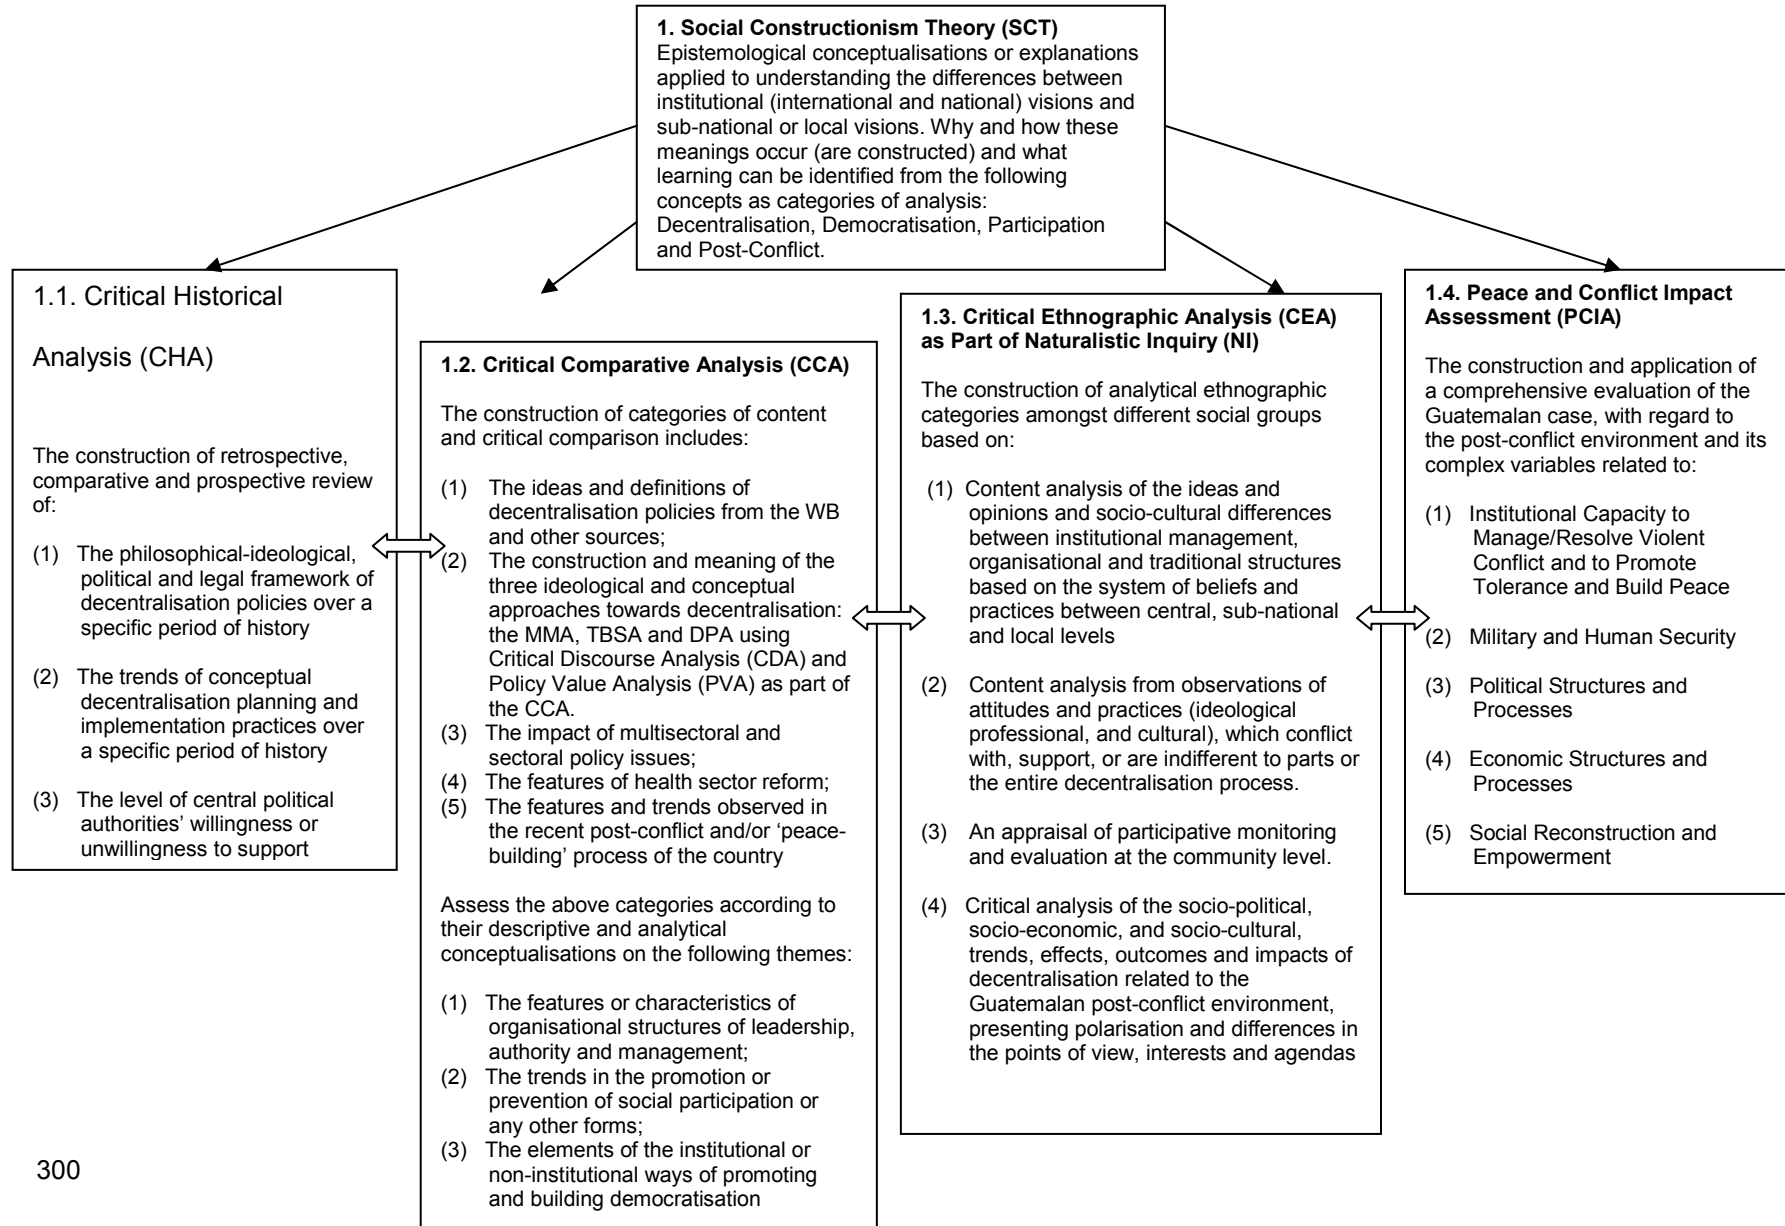 1. Social Constructionism Theory (SCT)
Epistemological conceptualisations or explanations
applied to understanding the differences between
institutional (international and national) visions and
sub-national or local visions. Why and how these
meanings occur (are constructed) and what
learning can be identified from the following
concepts as categories of analysis:
Decentralisation, Democratisation, Participation
and Post-Conflict.
1.1. Critical Historical
Analysis (CHA)
The construction of retrospective,
comparative and prospective review
of:
(1) The philosophical-ideological,
political and legal framework of
decentralisation policies over a
specific period of history
(2) The trends of conceptual
decentralisation planning and
implementation practices over
a specific period of history
(3) The level of central political
authorities’ willingness or
unwillingness to support
1.2. Critical Comparative Analysis (CCA)
The construction of categories of content
and critical comparison includes:
(1) The ideas and definitions of
decentralisation policies from the WB
and other sources;
(2) The construction and meaning of the
three ideological and conceptual
approaches towards decentralisation:
the MMA, TBSA and DPA using
Critical Discourse Analysis (CDA) and
Policy Value Analysis (PVA) as part of
the CCA.
(3) The impact of multisectoral and
sectoral policy issues;
(4) The features of health sector reform;
(5) The features and trends observed in
the recent post-conflict and/or ‘peace-
building’ process of the country
Assess the above categories according to
their descriptive and analytical
conceptualisations on the following themes:
(1) The features or characteristics of
organisational structures of leadership,
authority and management;
(2) The trends in the promotion or
prevention of social participation or
any other forms;
(3) The elements of the institutional or
non-institutional ways of promoting
and building democratisation
1.3. Critical Ethnographic Analysis (CEA)
as Part of Naturalistic Inquiry (NI)
The construction of analytical ethnographic
categories amongst different social groups
based on:
(1) Content analysis of the ideas and
opinions and socio-cultural differences
between institutional management,
organisational and traditional structures
based on the system of beliefs and
practices between central, sub-national
and local levels
(2) Content analysis from observations of
attitudes and practices (ideological
professional, and cultural), which conflict
with, support, or are indifferent to parts or
the entire decentralisation process.
(3) An appraisal of participative monitoring
and evaluation at the community level.
(4) Critical analysis of the socio-political,
socio-economic, and socio-cultural,
trends, effects, outcomes and impacts of
decentralisation related to the
Guatemalan post-conflict environment,
presenting polarisation and differences in
the points of view, interests and agendas
1.4. Peace and Conflict Impact
Assessment (PCIA)
The construction and application of
a comprehensive evaluation of the
Guatemalan case, with regard to
the post-conflict environment and its
complex variables related to:
(1) Institutional Capacity to
Manage/Resolve Violent
Conflict and to Promote
Tolerance and Build Peace
(2) Military and Human Security
(3) Political Structures and
Processes
(4) Economic Structures and
Processes
(5) Social Reconstruction and
Empowerment
300